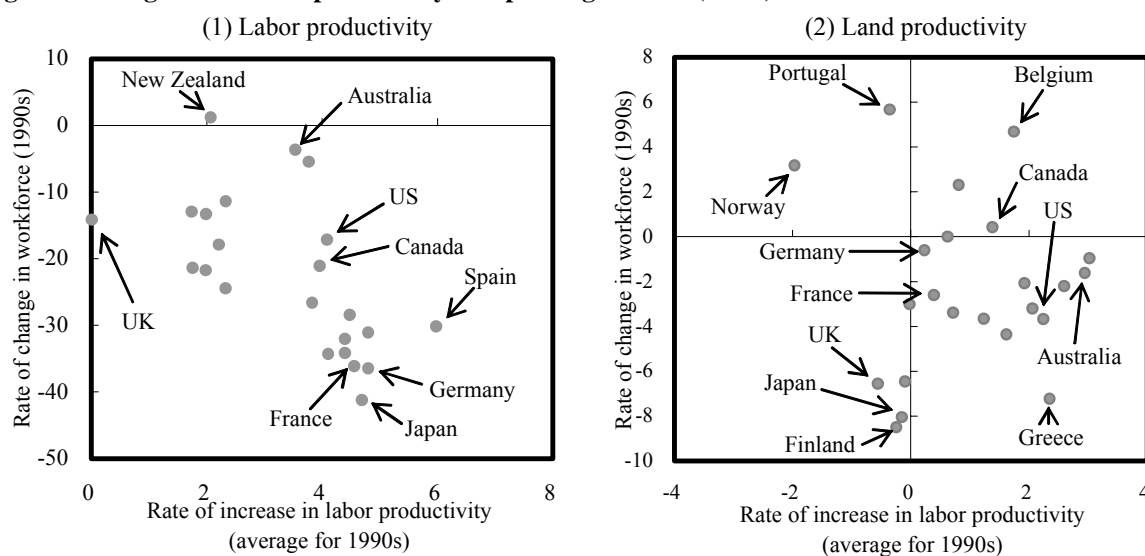 (1) Labor productivity
10
0
-10
-20
-30
-40
-50
Rate of change in workforce (1990s)
New Zealand
Australia
US
Canada
Spain
UK
Germany
France
Japan
0
2
4
6
8
Rate of increase in labor productivity
(average for 1990s)
(2) Land productivity
8
6
4
2
0
-2
-4
-6
-8
-10
Rate of change in workforce (1990s)
Portugal
Belgium
Norway
Canada
US
Germany
France
UK
Australia
Japan
Finland
Greece
-4
-2
0
2
4
Rate of increase in labor productivity
(average for 1990s)